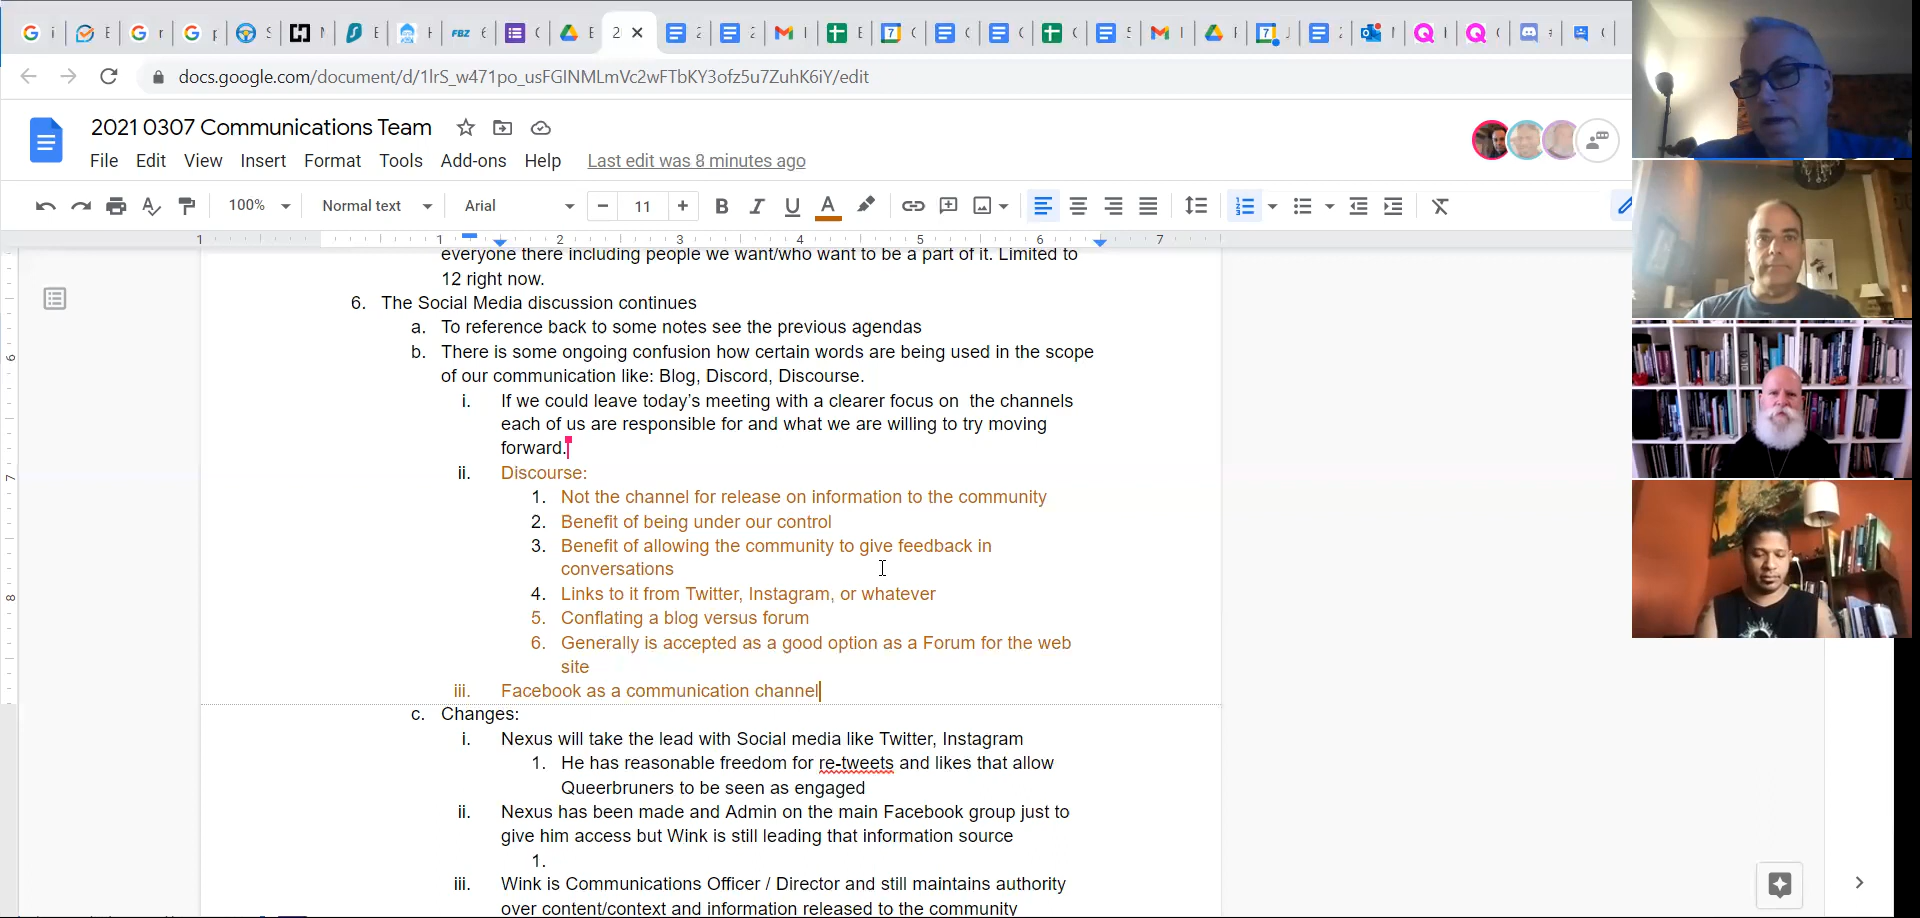 docs.google.com/document/d/1lrS_w471po_usFGINMLmVc2wFTbKY3ofz5u7ZuhK6iY/edit
2021 0307 Communications Team
File Edit View Insert Format Tools Add-ons Help Last edit was 8 minutes ago
100% Normal text Arial 11
1 1 2 3 4 5 6 7
everyone there including people we want/who want to be a part of it. Limited to
12 right now.
6. The Social Media discussion continues
a. To reference back to some notes see the previous agendas
b. There is some ongoing confusion how certain words are being used in the scope
of our communication like: Blog, Discord, Discourse.
i. If we could leave today’s meeting with a clearer focus on  the channels
each of us are responsible for and what we are willing to try moving
forward.
ii. Discourse:
1. Not the channel for release on information to the community
2. Benefit of being under our control
3. Benefit of allowing the community to give feedback in
conversations
4. Links to it from Twitter, Instagram, or whatever
5. Conflating a blog versus forum
6. Generally is accepted as a good option as a Forum for the web
site
iii. Facebook as a communication channel
c. Changes:
i. Nexus will take the lead with Social media like Twitter, Instagram
1. He has reasonable freedom for re-tweets and likes that allow
Queerbruners to be seen as engaged
ii. Nexus has been made and Admin on the main Facebook group just to
give him access but Wink is still leading that information source
1.
iii. Wink is Communications Officer / Director and still maintains authority
over content/context and information released to the community